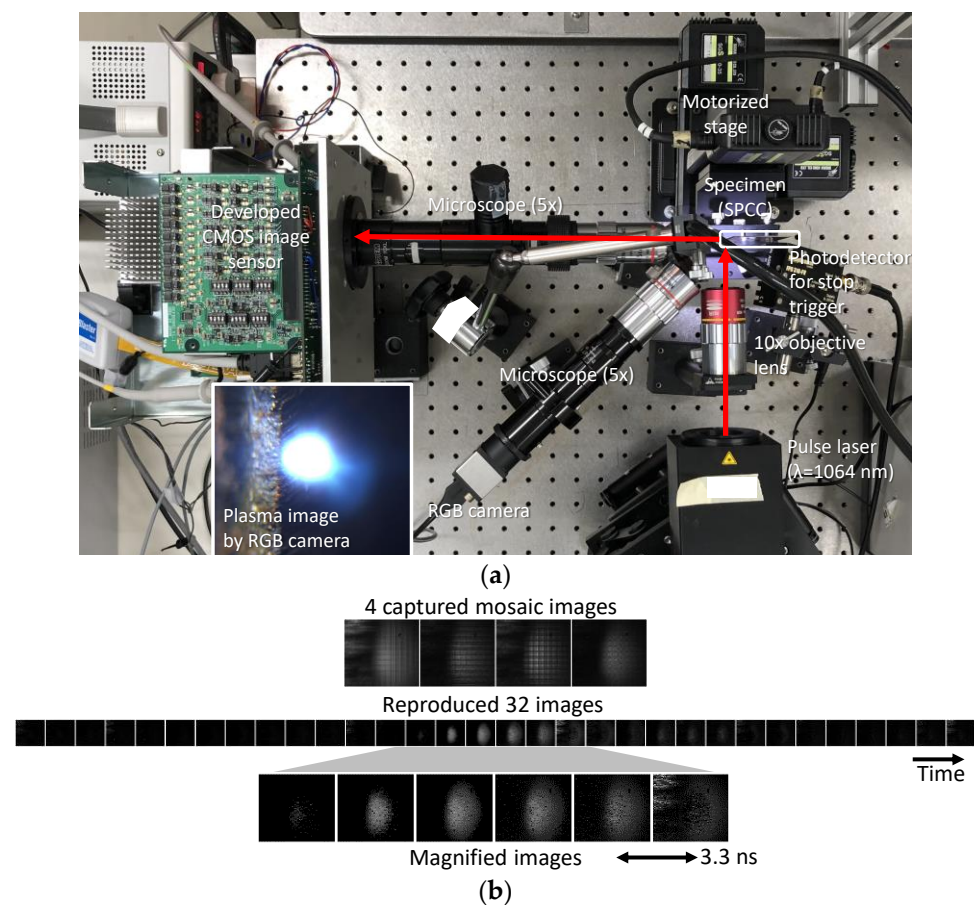 Motorized
stage
Specimen
(SPCC)
Microscope (5x)
Developed
CMOS image
sensor
Photodetector
for stop
trigger
10x objective
lens
Microscope (5x)
Pulse laser
(λ=1064 nm)
RGB camera
Plasma image
by RGB camera
(a)
4 captured mosaic images
Reproduced 32 images
Time
Magnified images
3.3 ns
(b)